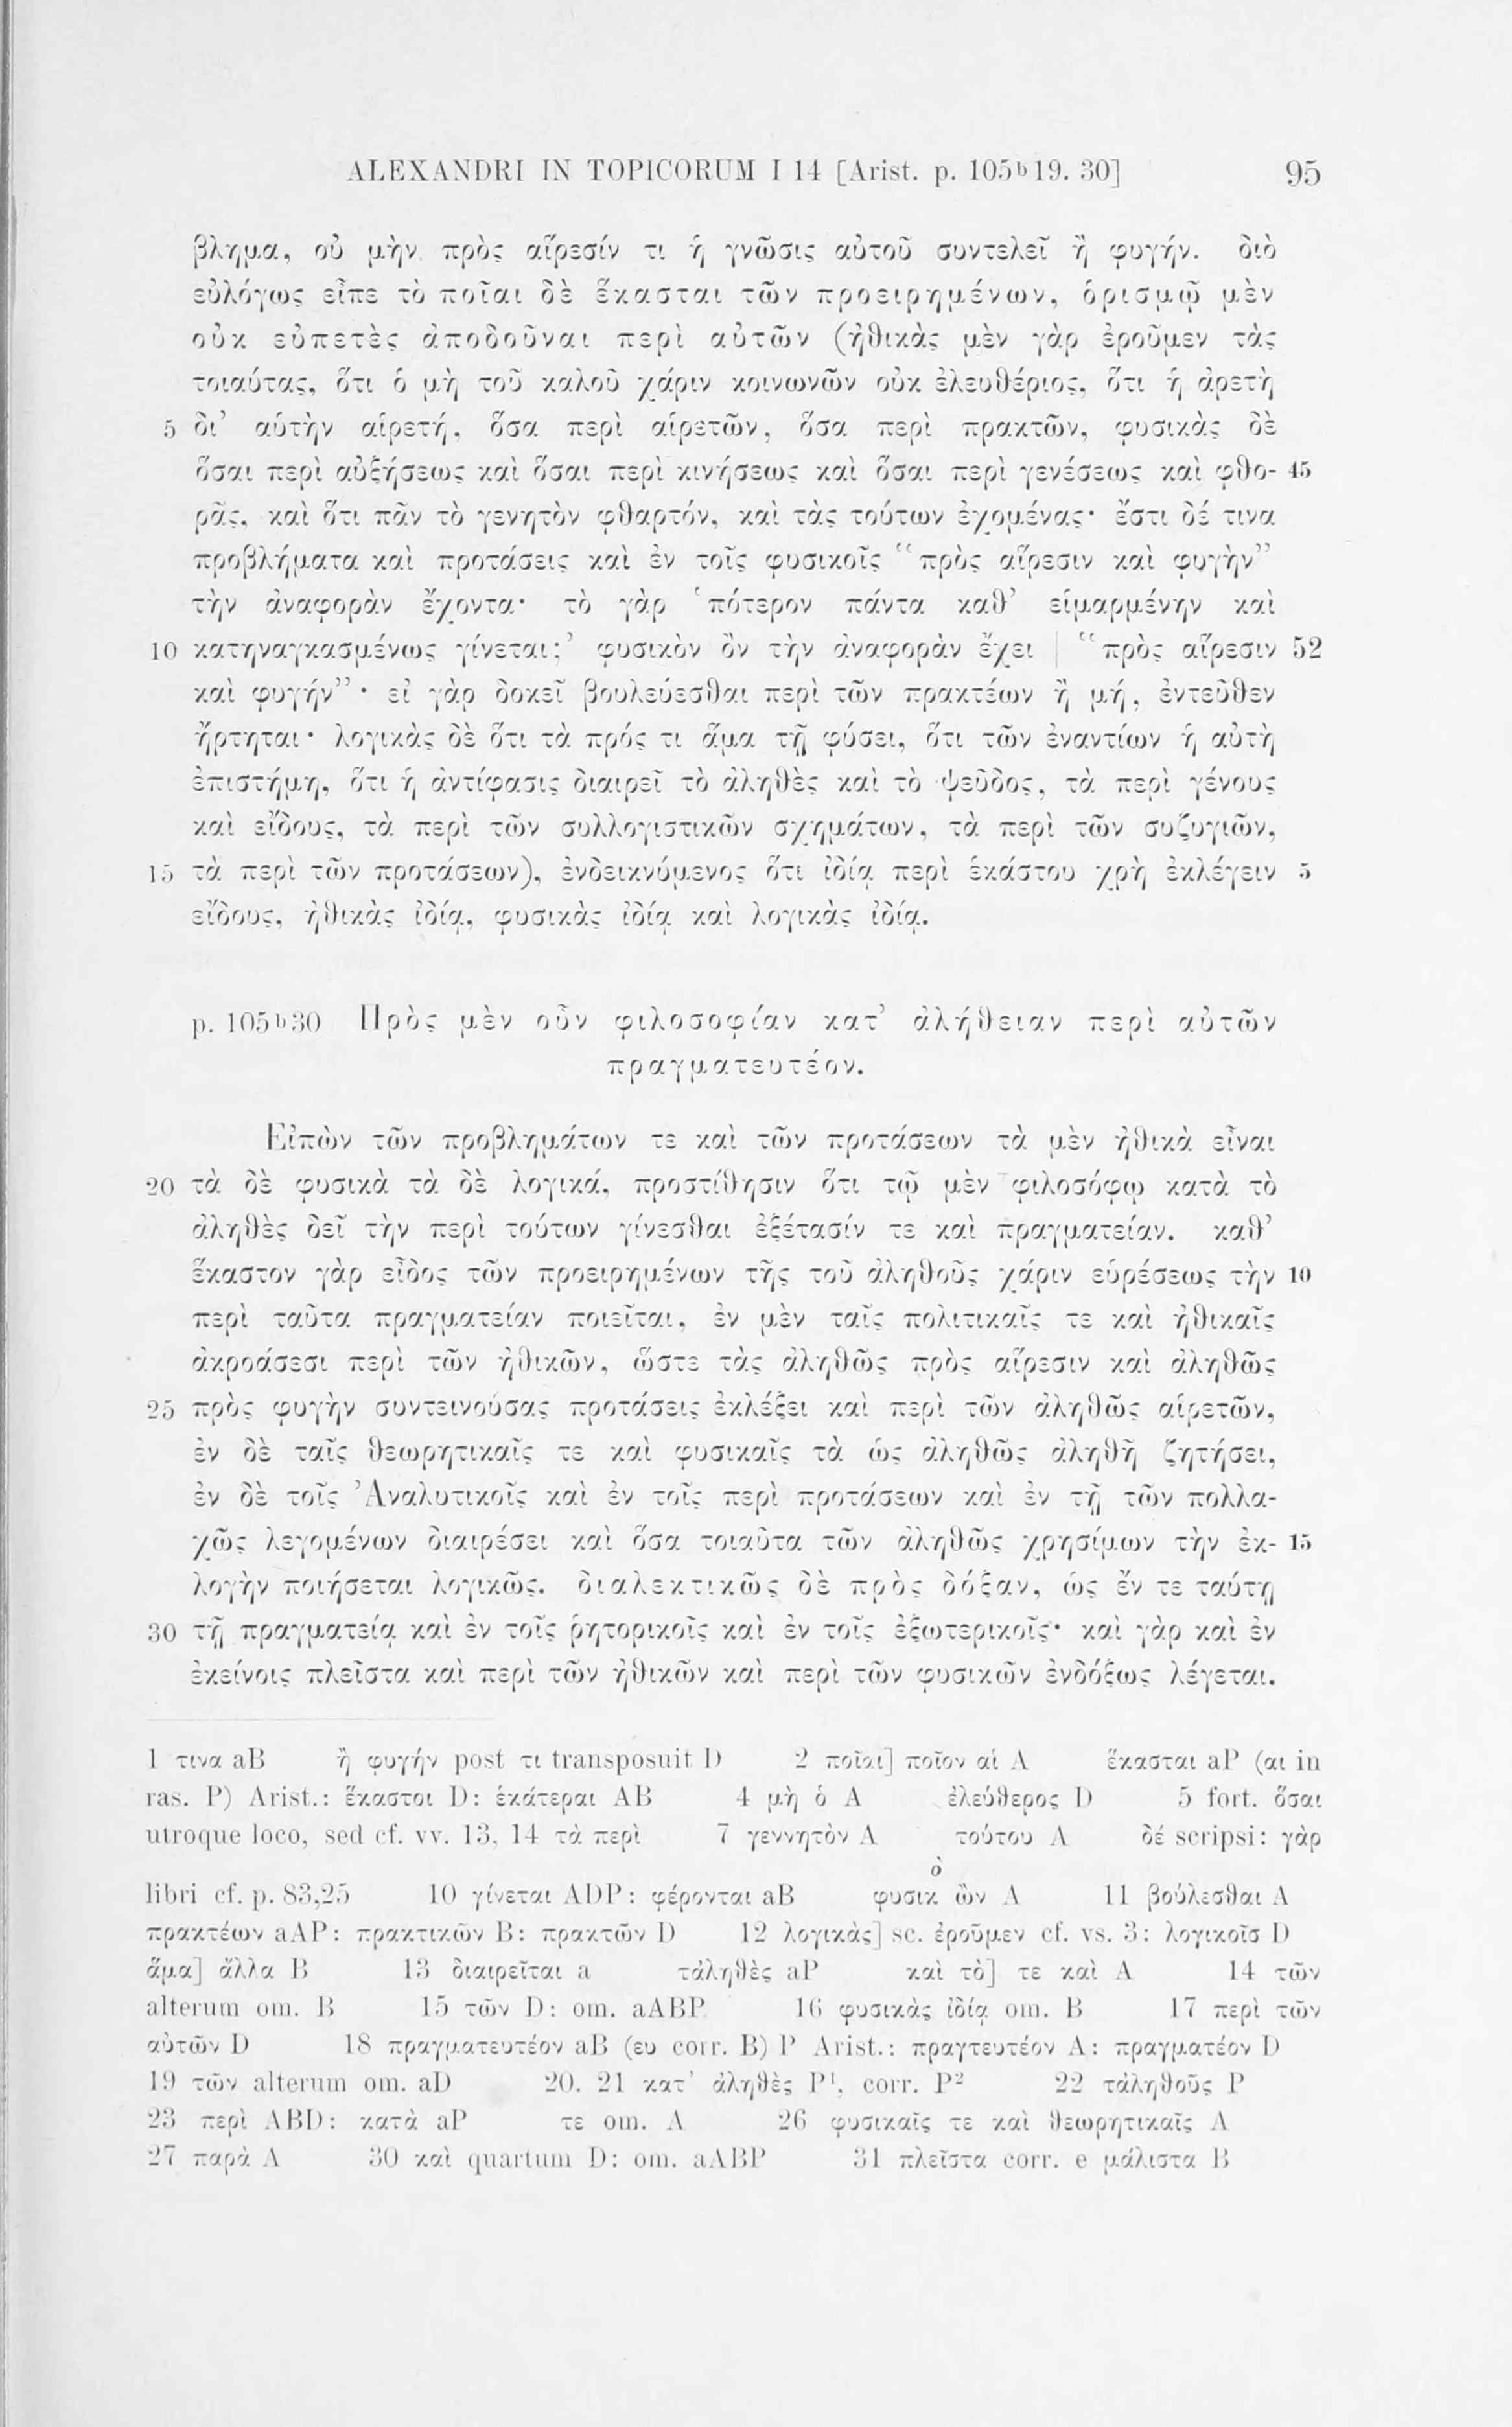 ALEXANDRI IN TOPICORUM I 14 [Arist. p. 105ᵇ19. 30] 95
βλημα, οὐ μὴν πρὸς αἵρεσίν τι ἡ γνῶσις αὐτοῦ συντελεῖ ἢ φυγήν. διὸ
εὐλόγως εἶπε τὸ ποῖαι δὲ ἕκασται τῶν προειρημένων, ὁρισμῷ μὲν
οὐκ εὐπετὲς ἀποδοῦναι περὶ αὐτῶν (ἠθικὰς μὲν γὰρ ἐροῦμεν τὰς
τοιαύτας, ὅτι ὁ μὴ τοῦ καλοῦ χάριν κοινωνῶν οὐκ ἐλευθέριος, ὅτι ἡ ἀρετὴ
5 δι’ αὑτὴν αἱρετή, ὅσα περὶ αἱρετῶν, ὅσα περὶ πρακτῶν, φυσικὰς δὲ
ὅσαι περὶ αὐξήσεως καὶ ὅσαι περὶ κινήσεως καὶ ὅσαι περὶ γενέσεως καὶ φθο- 45
ρᾶς, καὶ ὅτι πᾶν τὸ γενητὸν φθαρτόν, καὶ τὰς τούτων ἐχομένας· ἔστι δέ τινα
προβλήματα καὶ προτάσεις καὶ ἐν τοῖς φυσικοῖς “πρὸς αἵρεσιν καὶ φυγὴν”
τὴν ἀναφορὰν ἔχοντα· τὸ γὰρ ‘πότερον πάντα καθ’ εἱμαρμένην καὶ
10 κατηναγκασμένως γίνεται;’ φυσικὸν ὂν τὴν ἀναφορὰν ἔχει | “πρὸς αἵρεσιν 52
καὶ φυγήν”· εἰ γὰρ δοκεῖ βουλεύεσθαι περὶ τῶν πρακτέων ἢ μή, ἐντεῦθεν
ἤρτηται· λογικὰς δὲ ὅτι τὰ πρός τι ἅμα τῇ φύσει, ὅτι τῶν ἐναντίων ἡ αὐτὴ
ἐπιστήμη, ὅτι ἡ ἀντίφασις διαιρεῖ τὸ ἀληθὲς καὶ τὸ ψεῦδος, τὰ περὶ γένους
καὶ εἴδους, τὰ περὶ τῶν συλλογιστικῶν σχημάτων, τὰ περὶ τῶν συζυγιῶν,
15 τὰ περὶ τῶν προτάσεων), ἐνδεικνύμενος ὅτι ἰδίᾳ περὶ ἑκάστου χρὴ ἐκλέγειν 5
εἴδους, ἠθικὰς ἰδίᾳ, φυσικὰς ἰδίᾳ καὶ λογικὰς ἰδίᾳ.
p. 105ᵇ30 Πρὸς μὲν οὖν φιλοσοφίαν κατ’ ἀλήθειαν περὶ αὐτῶν
πραγματευτέον.
Εἰπὼν τῶν προβλημάτων τε καὶ τῶν προτάσεων τὰ μὲν ἠθικὰ εἶναι
20 τὰ δὲ φυσικὰ τὰ δὲ λογικά, προστίθησιν ὅτι τῷ μὲν φιλοσόφῳ κατὰ τὸ
ἀληθὲς δεῖ τὴν περὶ τούτων γίνεσθαι ἐξέτασίν τε καὶ πραγματείαν. καθ’
ἕκαστον γὰρ εἶδος τῶν προειρημένων τῆς τοῦ ἀληθοῦς χάριν εὑρέσεως τὴν 10
περὶ ταῦτα πραγματείαν ποιεῖται, ἐν μὲν ταῖς πολιτικαῖς τε καὶ ἠθικαῖς
ἀκροάσεσι περὶ τῶν ἠθικῶν, ὥστε τὰς ἀληθῶς πρὸς αἵρεσιν καὶ ἀληθῶς
25 πρὸς φυγὴν συντεινούσας προτάσεις ἐκλέξει καὶ περὶ τῶν ἀληθῶς αἱρετῶν,
ἐν δὲ ταῖς θεωρητικαῖς τε καὶ φυσικαῖς τὰ ὡς ἀληθῶς ἀληθῆ ζητήσει,
ἐν δὲ τοῖς Ἀναλυτικοῖς καὶ ἐν τοῖς περὶ προτάσεων καὶ ἐν τῇ τῶν πολλα-
χῶς λεγομένων διαιρέσει καὶ ὅσα τοιαῦτα τῶν ἀληθῶς χρησίμων τὴν ἐκ- 15
λογὴν ποιήσεται λογικῶς. διαλεκτικῶς δὲ πρὸς δόξαν, ὡς ἔν τε ταύτῃ
30 τῇ πραγματείᾳ καὶ ἐν τοῖς ῥητορικοῖς καὶ ἐν τοῖς ἐξωτερικοῖς· καὶ γὰρ καὶ ἐν
ἐκείνοις πλεῖστα καὶ περὶ τῶν ἠθικῶν καὶ περὶ τῶν φυσικῶν ἐνδόξως λέγεται.
1 τινα aB ἢ φυγήν post τι transposuit D 2 ποῖαι] ποῖον αἱ A ἕκασται aP (αι in
ras. P) Arist.: ἕκαστοι D: ἑκάτεραι AB 4 μὴ ὁ A ἐλεύθερος D 5 fort. ὅσαι
utroque loco, sed cf. vv. 13. 14 τὰ περὶ 7 γεννητὸν A τούτου A δέ scripsi: γὰρ
libri cf. p. 83,25 10 γίνεται ADP: φέρονται aB φυσικ ὸ ὢν A 11 βούλεσθαι A
πρακτέων aAP: πρακτικῶν B: πρακτῶν D 12 λογικὰς] sc. ἐροῦμεν cf. vs. 3: λογικοῖσ D
ἅμα] ἄλλα B 13 διαιρεῖται a τἀληθὲς aP καὶ τὸ] τε καὶ A 14 τῶν
alterum om. B 15 τῶν D: om. aABP 16 φυσικὰς ἰδίᾳ om. B 17 περὶ τῶν
αὐτῶν D 18 πραγματευτέον aB (ευ corr. B) P Arist.: πραγτευτέον A: πραγματέον D
19 τῶν alterum om. aD 20. 21 κατ’ ἀληθὲς P¹, corr. P² 22 τἀληθοῦς P
23 περὶ ABD: κατὰ aP τε om. A 26 φυσικαῖς τε καὶ θεωρητικαῖς A
27 παρὰ A 30 καὶ quartum D: om. aABP 31 πλεῖστα corr. e μάλιστα B